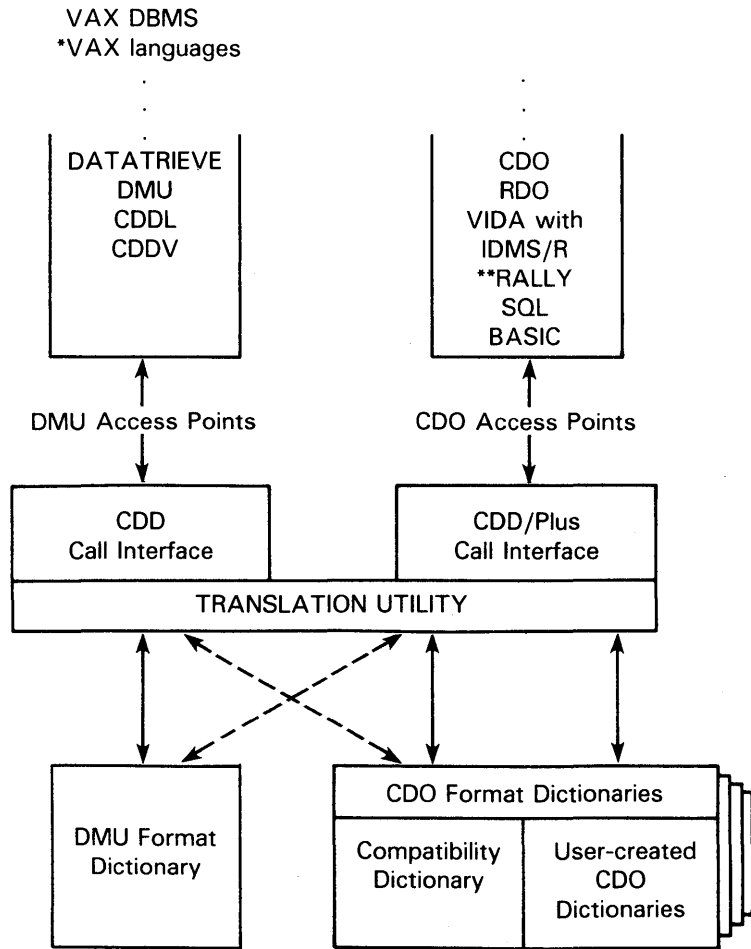 VAX DBMS
*VAX languages
DATATRIEVE
DMU
CDDL
CDDV
CDO
RDO
VIDA with
IDMS/R
**RALLY
SQL
BASIC
DMU Access Points
CDO Access Points
CDD
Call Interface
CDD/Plus
Call Interface
TRANSLATION UTILITY
DMU Format
Dictionary
CDO Format Dictionaries
Compatibility
Dictionary
User-created
CDO
Dictionaries